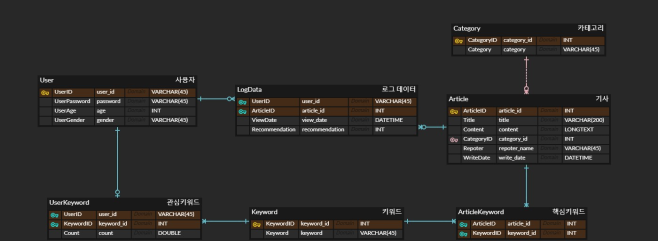 Category 카테고리
CategoryID category_id INT
Category category VARCHAR(45)
User 사용자
UserID user_id VARCHAR(45)
UserPassword password VARCHAR(45)
UserAge age INT
UserGender gender VARCHAR(45)
LogData 로그 데이터
UserID user_id VARCHAR(45)
ArticleID article_id INT
ViewDate view_date DATETIME
Recommendation recommendation INT
Article 기사
ArticleID article_id INT
Title title VARCHAR(200)
Content content LONGTEXT
CategoryID category_id INT
Repoter repoter_name VARCHAR(45)
WriteDate write_date DATETIME
UserKeyword 관심키워드
UserID user_id VARCHAR(45)
KeywordID keyword_id INT
Count count DOUBLE
Keyword 키워드
KeywordID keyword_id INT
Keyword keyword VARCHAR(45)
ArticleKeyword 핵심키워드
ArticleID article_id INT
KeywordID keyword_id INT